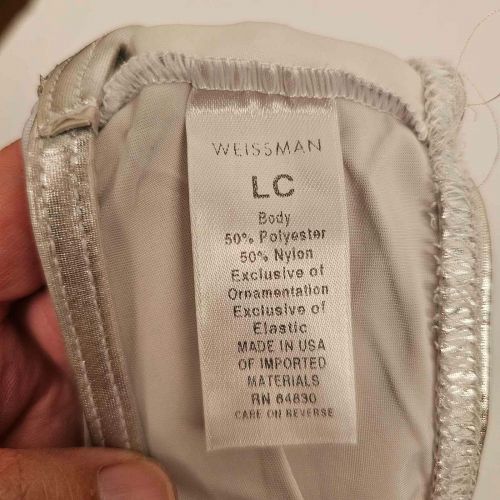 WEISSMAN
LC
Body
50% Polyester
50% Nylon
Exclusive of
Ornamentation
Exclusive of
Elastic
MADE IN USA
OF IMPORTED
MATERIALS
RN 64830
CARE ON REVERSE